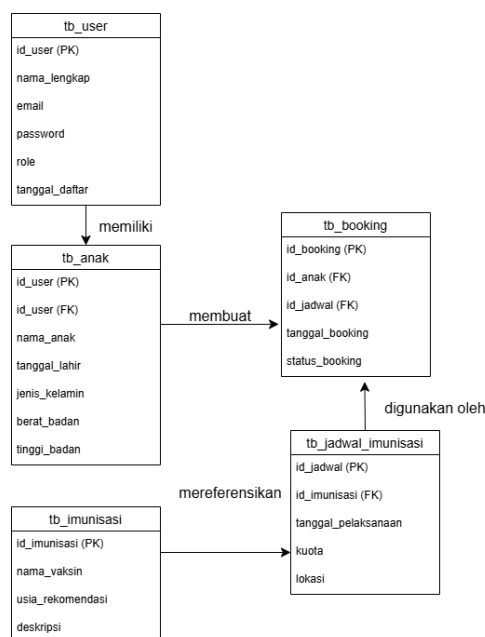 tb_user
id_user (PK)
nama_lengkap
email
password
role
tanggal_daftar
memiliki
tb_anak
id_user (PK)
id_user (FK)
nama_anak
tanggal_lahir
jenis_kelamin
berat_badan
tinggi_badan
membuat
tb_booking
id_booking (PK)
id_anak (FK)
id_jadwal (FK)
tanggal_booking
status_booking
digunakan oleh
tb_jadwal_imunisasi
id_jadwal (PK)
id_imunisasi (FK)
tanggal_pelaksanaan
kuota
lokasi
mereferensikan
tb_imunisasi
id_imunisasi (PK)
nama_vaksin
usia_rekomendasi
deskripsi